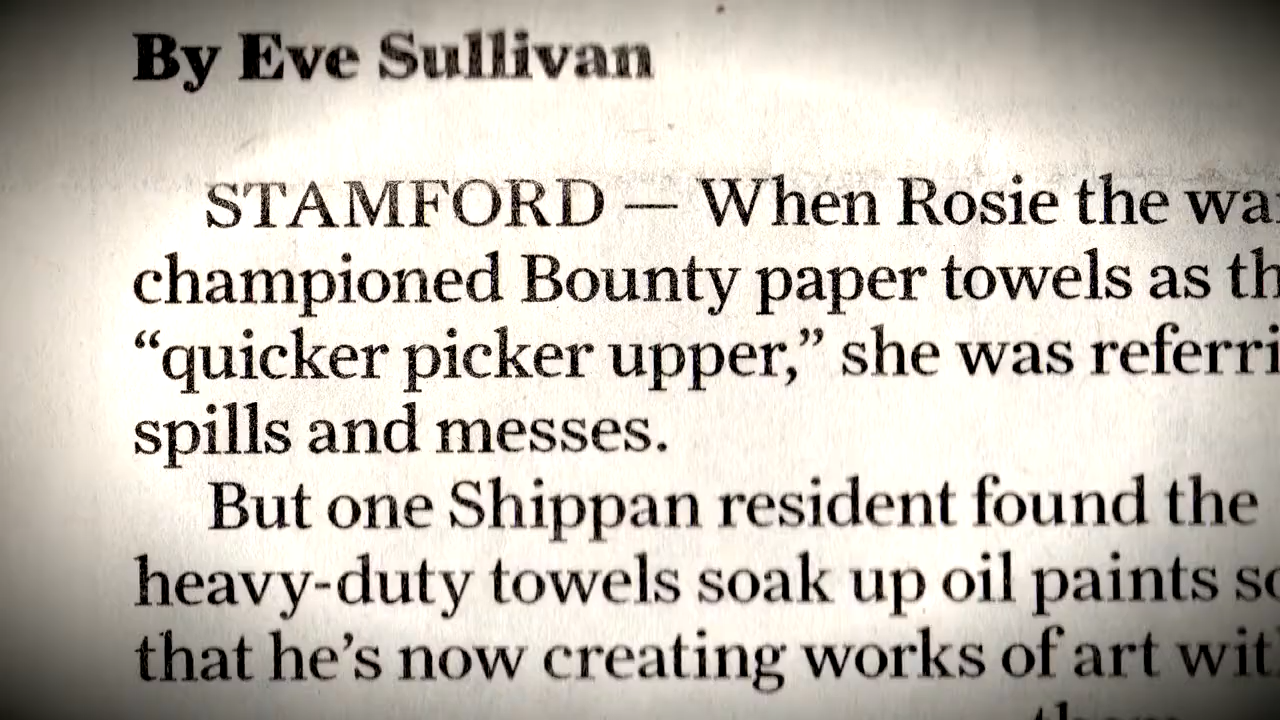 By Eve Sullivan
STAMFORD — When Rosie the
championed Bounty paper towels as
“quicker picker upper,” she was
spills and messes.
But one Shippan resident found the
heavy-duty towels soak up oil paints
that he’s now creating works of art